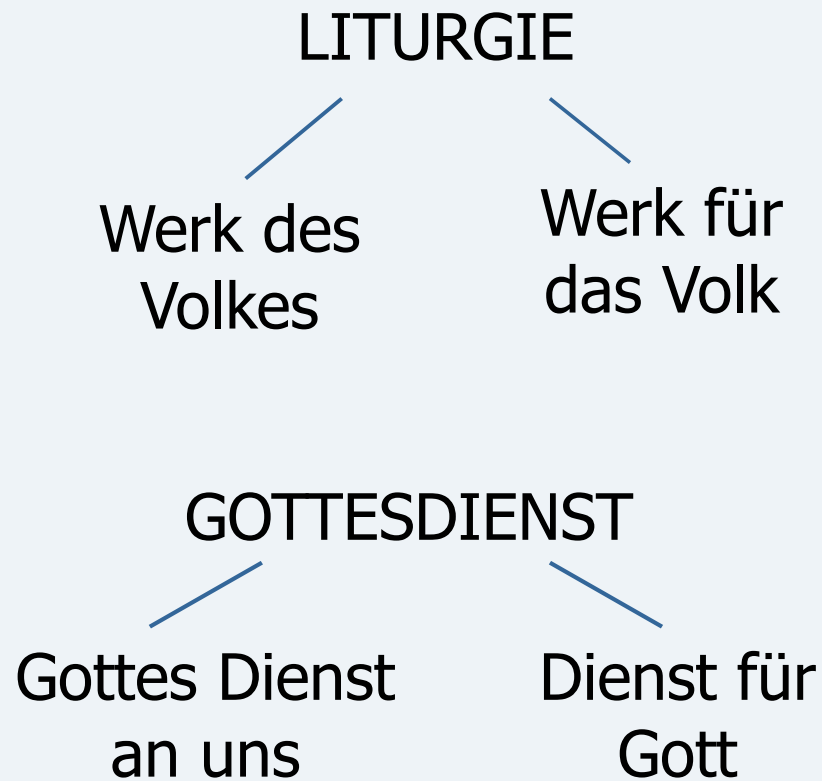 LITURGIE
Werk des
Volkes
Werk für
das Volk
GOTTESDIENST
Gottes Dienst
an uns
Dienst für
Gott